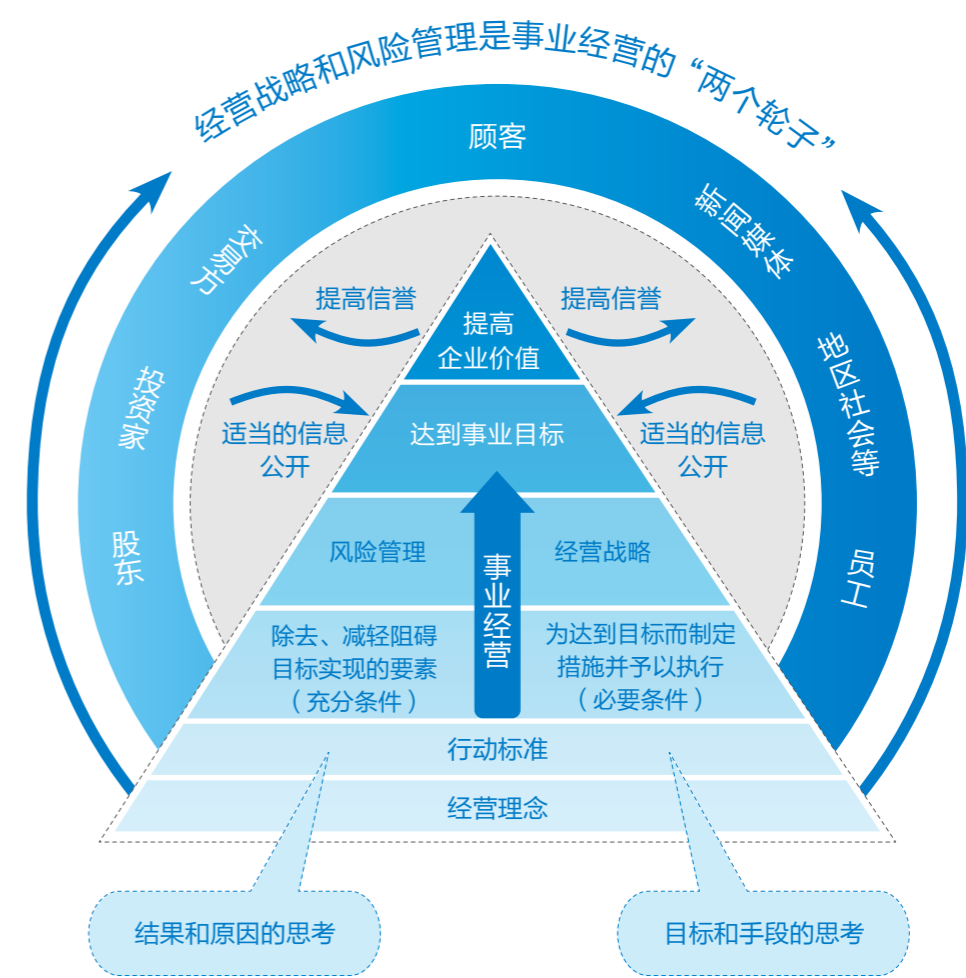 经营战略和风险管理是事业经营的“两个轮子”
顾客
交易方
投资家
股东
新闻媒体
地区社会等
员工
提高信誉
提高信誉
适当的信息
公开
适当的信息
公开
提高
企业价值
达到事业目标
风险管理
经营战略
事业经营
除去、减轻阻碍
目标实现的要素
（充分条件）
为达到目标而制定
措施并予以执行
（必要条件）
行动标准
经营理念
结果和原因的思考
目标和手段的思考